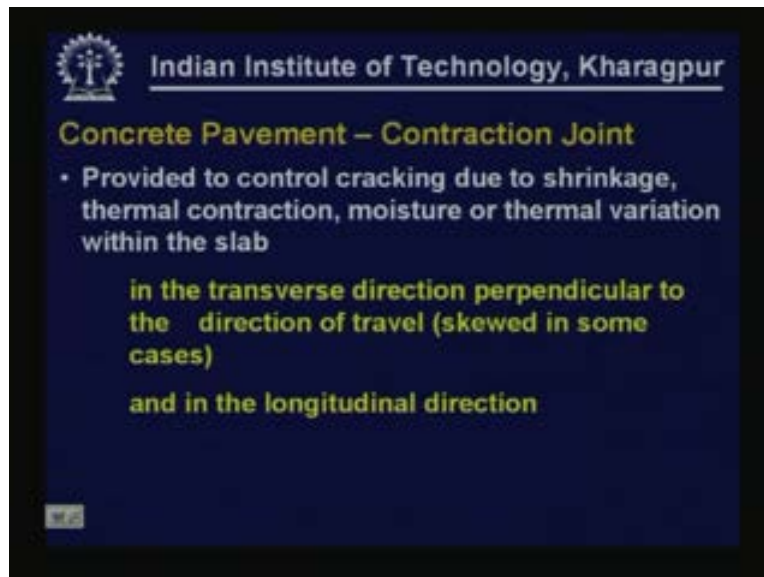 Indian Institute of Technology, Kharagpur
Concrete Pavement – Contraction Joint
• Provided to control cracking due to shrinkage,
thermal contraction, moisture or thermal variation
within the slab
in the transverse direction perpendicular to
the direction of travel (skewed in some
cases)
and in the longitudinal direction